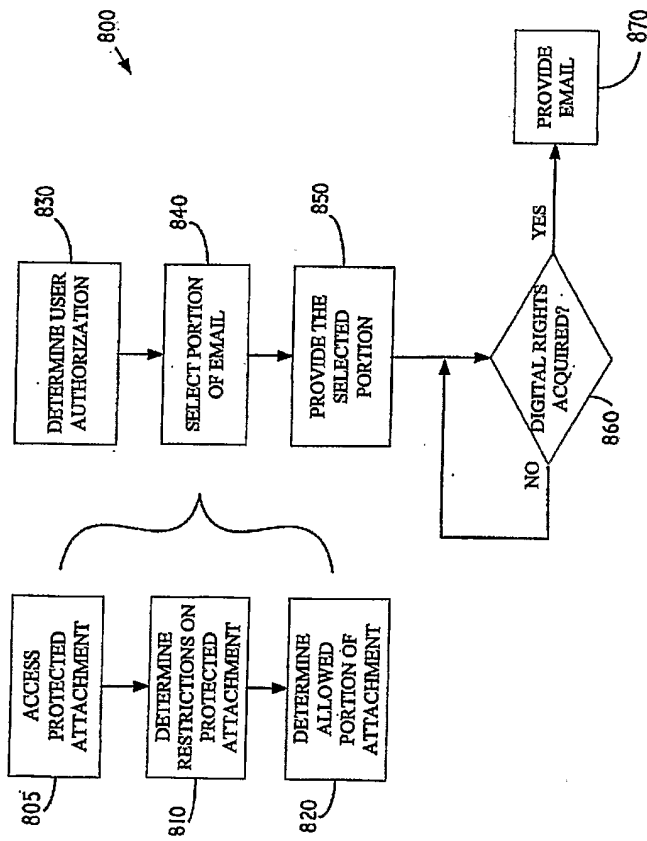 800
805
ACCESS
PROTECTED
ATTACHMENT
810
DETERMINE
RESTRICTIONS ON
PROTECTED
ATTACHMENT
820
DETERMINE
ALLOWED
PORTION OF
ATTACHMENT
830
DETERMINE USER
AUTHORIZATION
840
SELECT PORTION
OF EMAIL
850
PROVIDE THE
SELECTED
PORTION
DIGITAL RIGHTS
ACQUIRED?
860
NO
YES
PROVIDE
EMAIL
870